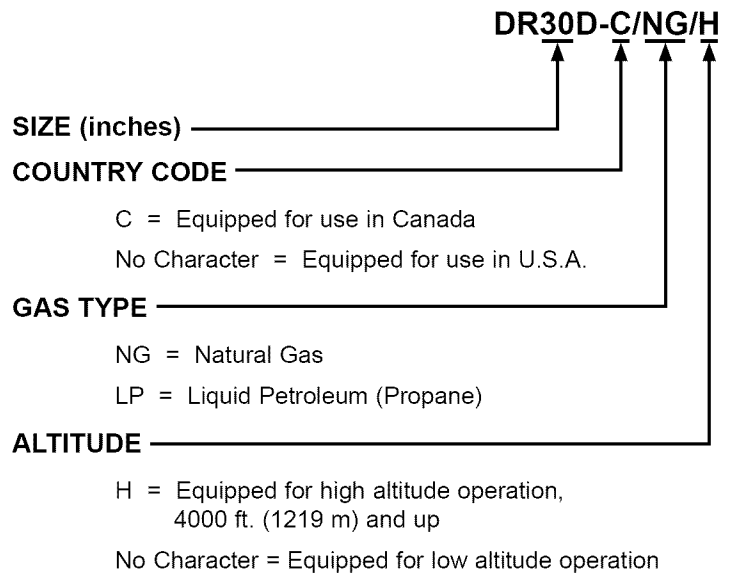 DR30D-C/NG/H
SIZE (inches)
COUNTRY CODE
C = Equipped for use in Canada
No Character = Equipped for use in U.S.A.
GAS TYPE
NG = Natural Gas
LP = Liquid Petroleum (Propane)
ALTITUDE
H = Equipped for high altitude operation,
4000 ft. (1219 m) and up
No Character = Equipped for low altitude operation